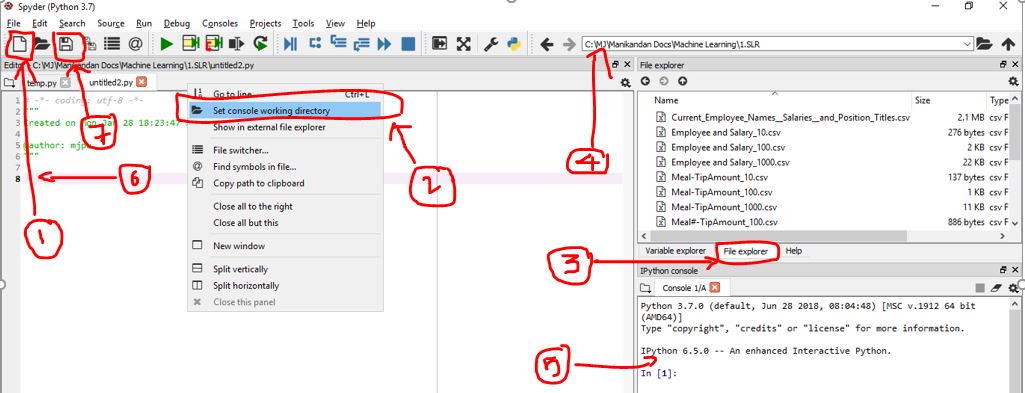 Spyder (Python 3.7)
File Edit Search Source Run Debug Consoles Projects Tools View Help
C:\MJ\Manikandan Docs\Machine Learning\1.SLR
Editor - C:\MJ\Manikandan Docs\Machine Learning\1.SLR\untitled2.py
File explorer
temp.py untitled2.py
Name Size Type
Current_Employee_Names__Salaries__and_Position_Titles.csv 2.1 MB csv F
Employee and Salary_10.csv 276 bytes csv F
Employee and Salary_100.csv 2 KB csv F
Employee and Salary_1000.csv 22 KB csv F
Meal-TipAmount_10.csv 137 bytes csv F
Meal-TipAmount_100.csv 1 KB csv F
Meal-TipAmount_1000.csv 11 KB csv F
Meal#-TipAmount_100.csv 886 bytes csv F
Variable explorer File explorer Help
1 # -*- coding: utf-8 -*-
2 """
3 Created on Mon Jan 28 18:23:47
4
5 @author: mjp
6 """
7
8
Go to line... Ctrl+L
Set console working directory
Show in external file explorer
File switcher...
Find symbols in file...
Copy path to clipboard
Close all to the right
Close all but this
New window
Split vertically
Split horizontally
Close this panel
IPython console
Console 1/A
Python 3.7.0 (default, Jun 28 2018, 08:04:48) [MSC v.1912 64 bit
(AMD64)]
Type "copyright", "credits" or "license" for more information.
IPython 6.5.0 -- An enhanced Interactive Python.
In [1]:
1
2
3
4
5
6
7